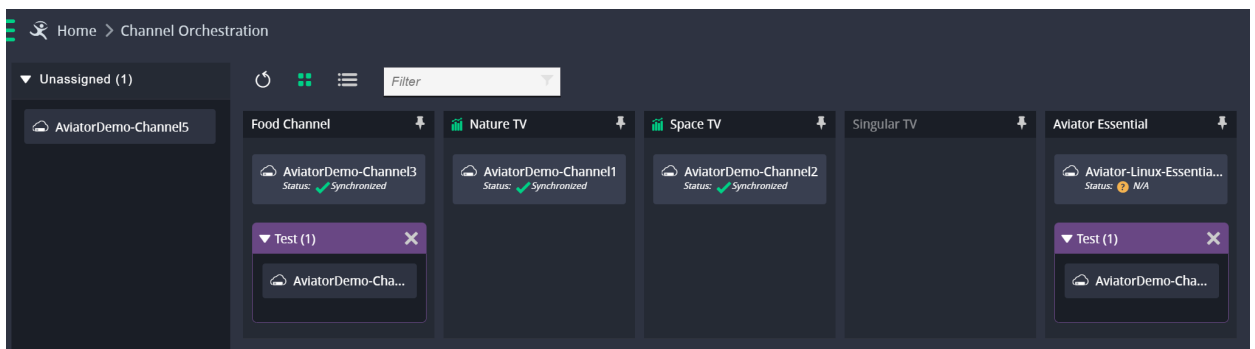 Home > Channel Orchestration
Unassigned (1)
AviatorDemo-Channel5
Filter
Food Channel
AviatorDemo-Channel3
Status: Synchronized
Test (1)
AviatorDemo-Cha...
Nature TV
AviatorDemo-Channel1
Status: Synchronized
Space TV
AviatorDemo-Channel2
Status: Synchronized
Singular TV
Aviator Essential
Aviator-Linux-Essentia...
Status: ? N/A
Test (1)
AviatorDemo-Cha...